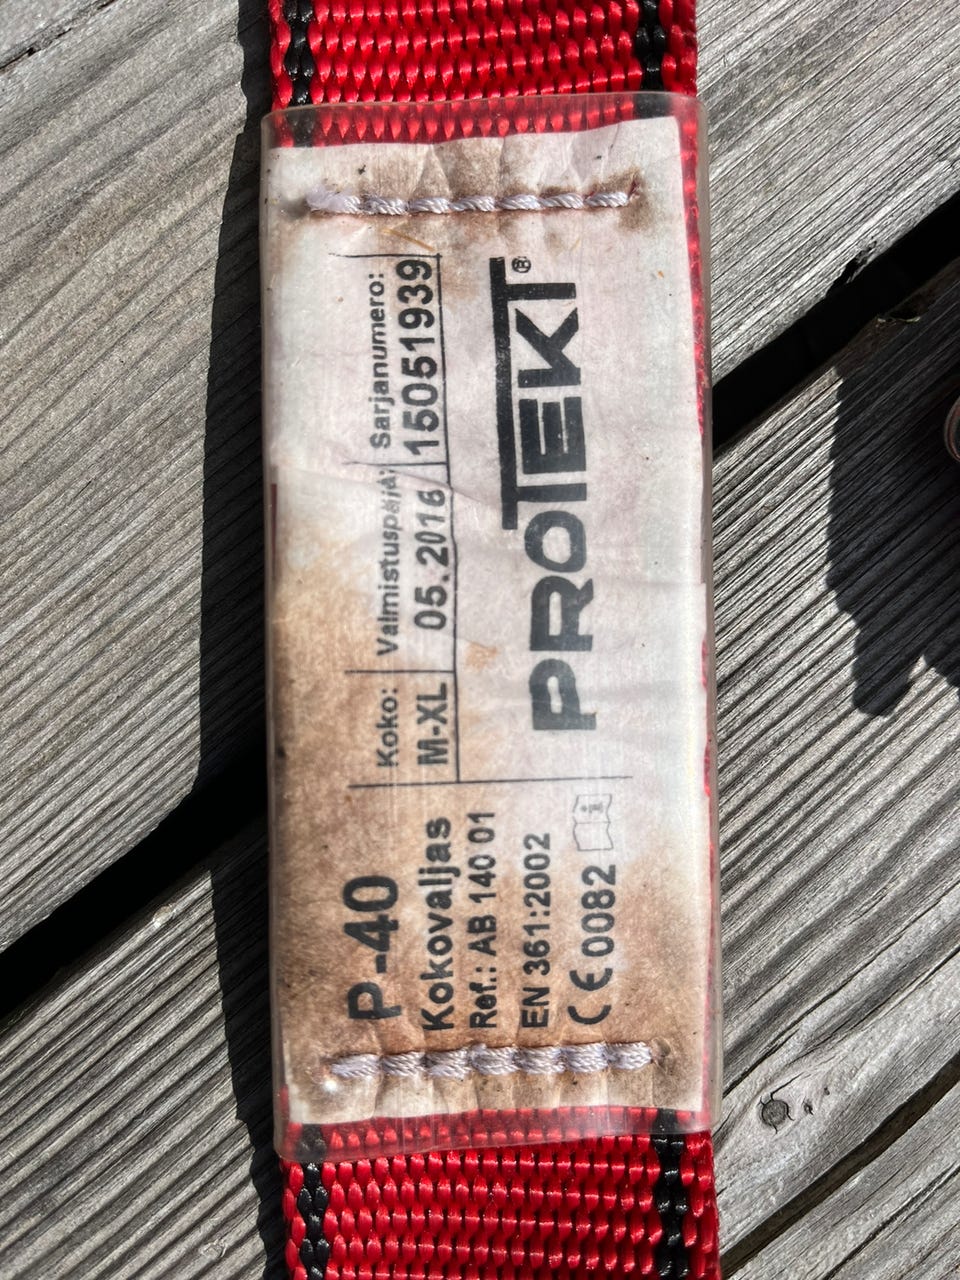 P-40
Kokovaljas
Ref.: AB 140 01
EN 361:2002
CE 0082
Koko: Valmistuspäivä: Sarjanumero:
M-XL 05.2016 15051939
PROTEKT®